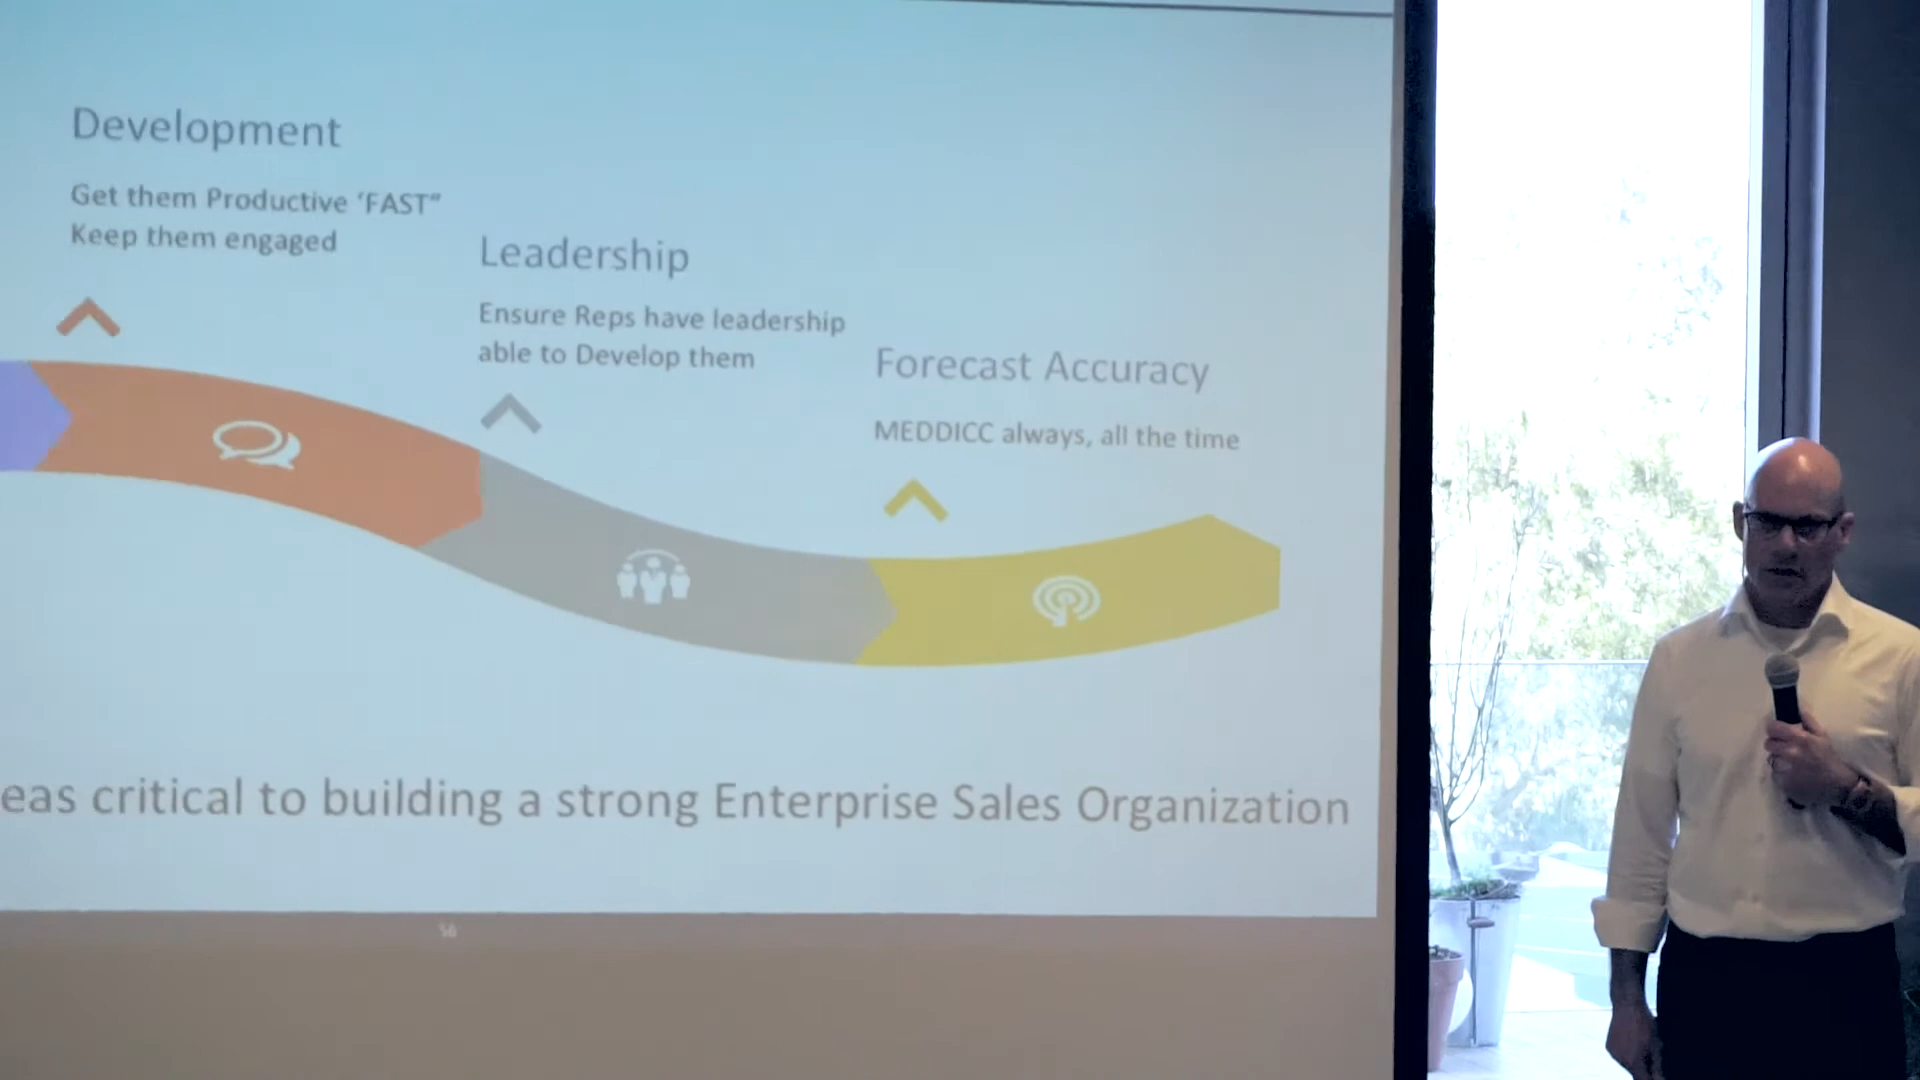 Development
Get them Productive ‘FAST”
Keep them engaged
Leadership
Ensure Reps have leadership
able to Develop them
Forecast Accuracy
MEDDICC always, all the time
critical to building a strong Enterprise Sales Organization